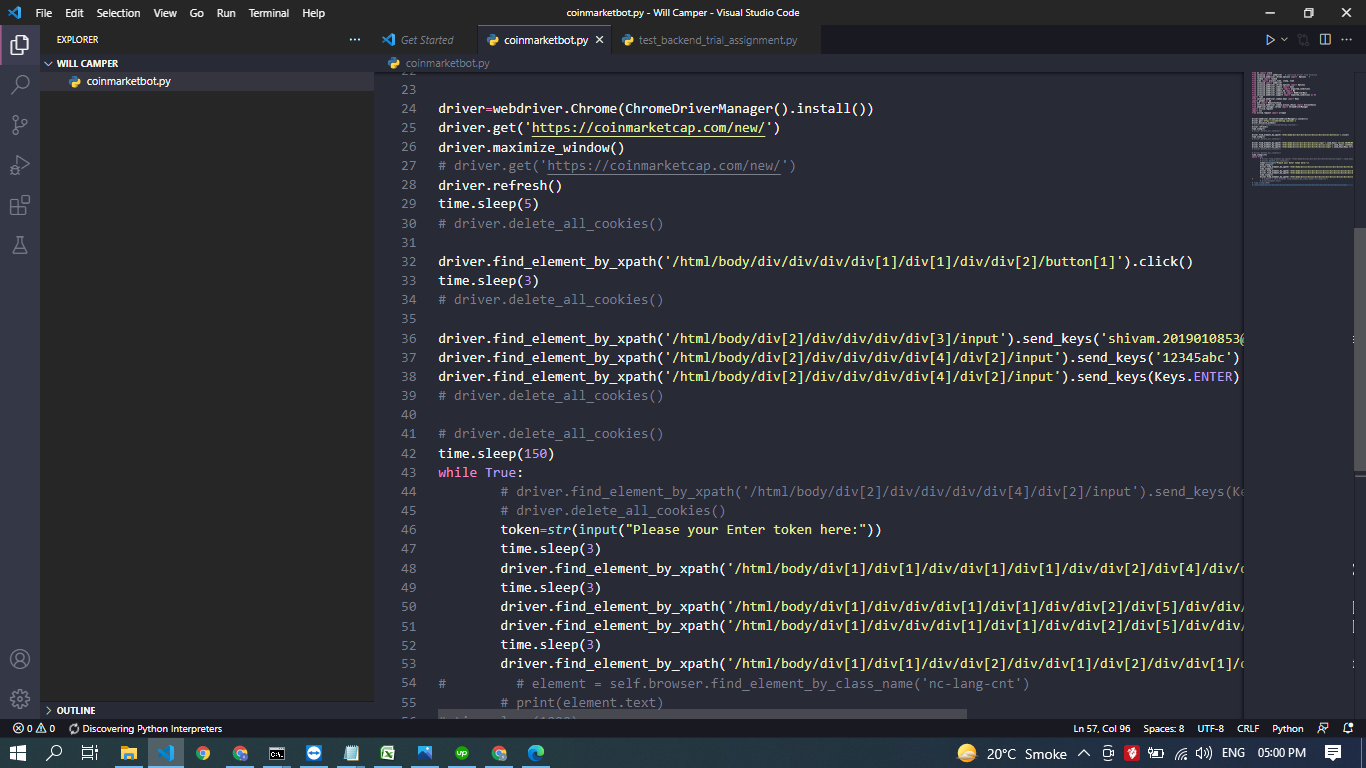 File Edit Selection View Go Run Terminal Help
coinmarketbot.py - Will Camper - Visual Studio Code
EXPLORER
Get Started
coinmarketbot.py
test_backend_trial_assignment.py
WILL CAMPER
coinmarketbot.py
coinmarketbot.py
23
24 driver=webdriver.Chrome(ChromeDriverManager().install())
25 driver.get('https://coinmarketcap.com/new/')
26 driver.maximize_window()
27 # driver.get('https://coinmarketcap.com/new/')
28 driver.refresh()
29 time.sleep(5)
30 # driver.delete_all_cookies()
31
32 driver.find_element_by_xpath('/html/body/div/div/div/div[1]/div[1]/div/div[2]/button[1]').click()
33 time.sleep(3)
34 # driver.delete_all_cookies()
35
36 driver.find_element_by_xpath('/html/body/div[2]/div/div/div/div[3]/input').send_keys('shivam.2019010853@
37 driver.find_element_by_xpath('/html/body/div[2]/div/div/div/div[4]/div[2]/input').send_keys('12345abc')
38 driver.find_element_by_xpath('/html/body/div[2]/div/div/div/div[4]/div[2]/input').send_keys(Keys.ENTER)
39 # driver.delete_all_cookies()
40
41 # driver.delete_all_cookies()
42 time.sleep(150)
43 while True:
44 # driver.find_element_by_xpath('/html/body/div[2]/div/div/div/div[4]/div[2]/input').send_keys(Ke
45 # driver.delete_all_cookies()
46 token=str(input("Please your Enter token here:"))
47 time.sleep(3)
48 driver.find_element_by_xpath('/html/body/div[1]/div[1]/div/div[1]/div[1]/div/div[2]/div[4]/div/
49 time.sleep(3)
50 driver.find_element_by_xpath('/html/body/div[1]/div/div/div[1]/div[1]/div/div[2]/div[5]/div/div/
51 driver.find_element_by_xpath('/html/body/div[1]/div/div/div[1]/div[1]/div/div[2]/div[5]/div/div/
52 time.sleep(3)
53 driver.find_element_by_xpath('/html/body/div[1]/div[1]/div/div[2]/div/div[1]/div[2]/div/div[1]/
54 # # element = self.browser.find_element_by_class_name('nc-lang-cnt')
55 # print(element.text)
OUTLINE
0 0 Discovering Python Interpreters
Ln 57, Col 96 Spaces: 8 UTF-8 CRLF Python
20°C Smoke
ENG
05:00 PM